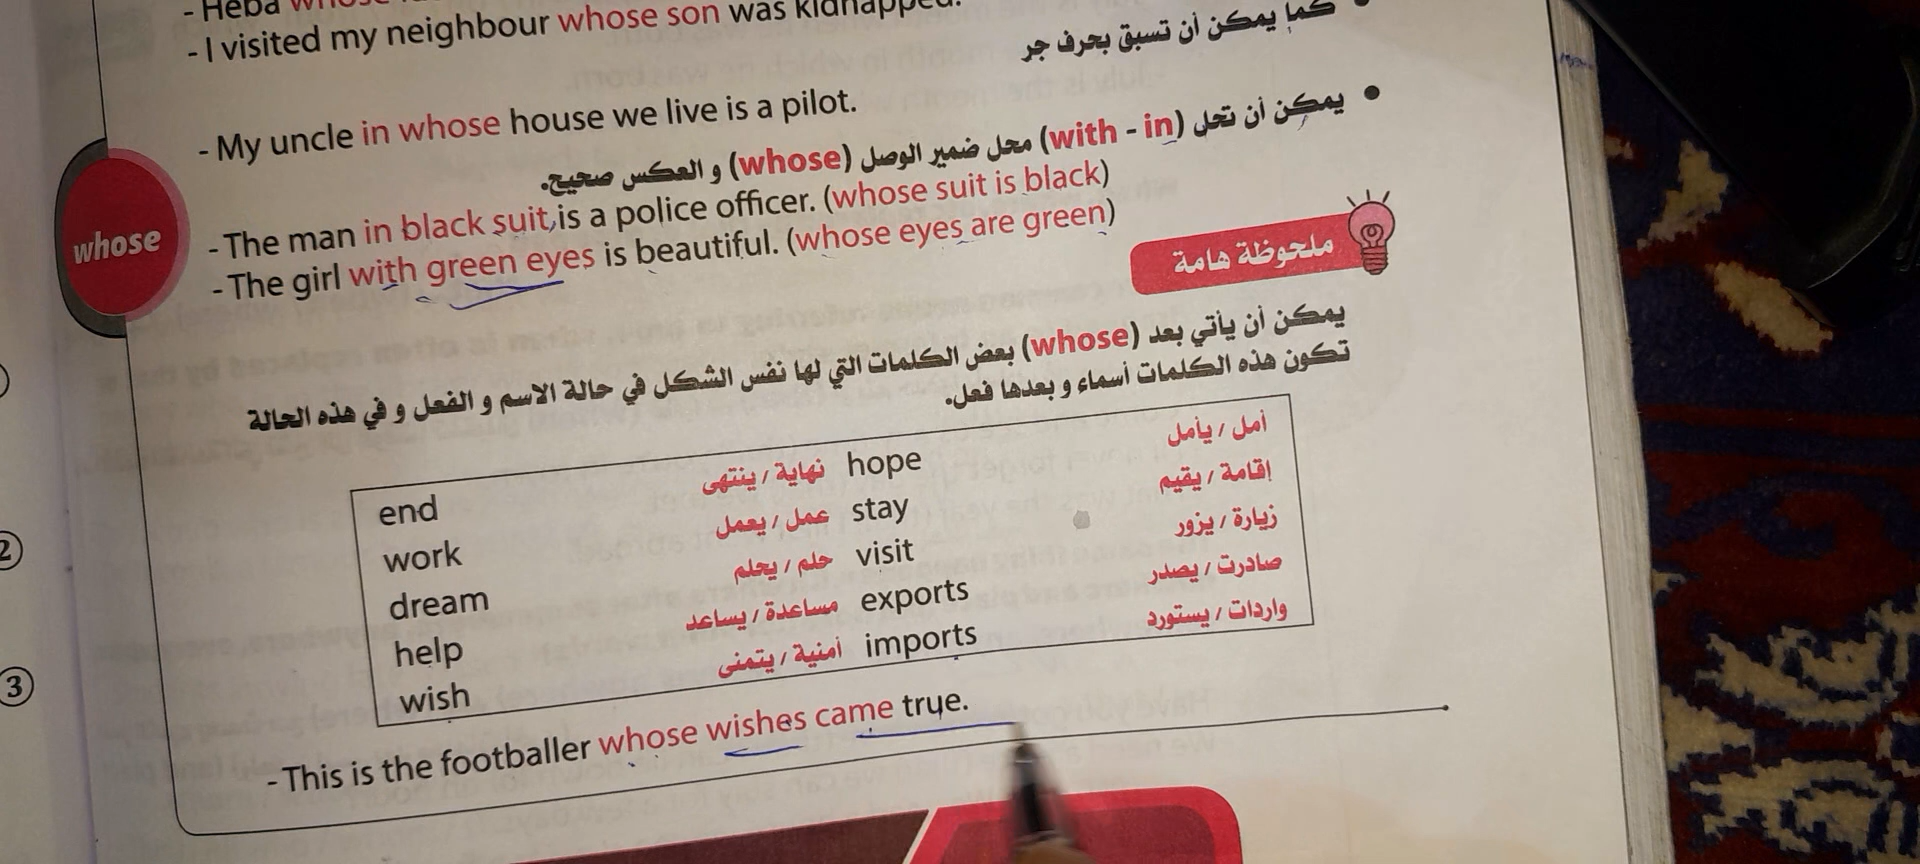 - Heba whose
- I visited my neighbour whose son was kidnapped.
• كما يمكن أن تسبق بحرف جر
- My uncle in whose house we live is a pilot.
• يمكن أن تحل (with - in) محل ضمير الوصل (whose) و العكس صحيح.
- The man in black suit is a police officer. (whose suit is black)
- The girl with green eyes is beautiful. (whose eyes are green)
whose
ملحوظة هامة
يمكن أن يأتي بعد (whose) بعض الكلمات التي لها نفس الشكل في حالة الاسم و الفعل و في هذه الحالة
تكون هذه الكلمات أسماء و بعدها فعل.
end نهاية / ينتهى hope أمل / يأمل
work عمل / يعمل stay إقامة / يقيم
dream حلم / يحلم visit زيارة / يزور
help مساعدة / يساعد exports صادرت / يصدر
wish أمنية / يتمنى imports واردات / يستورد
- This is the footballer whose wishes came true.
2
3